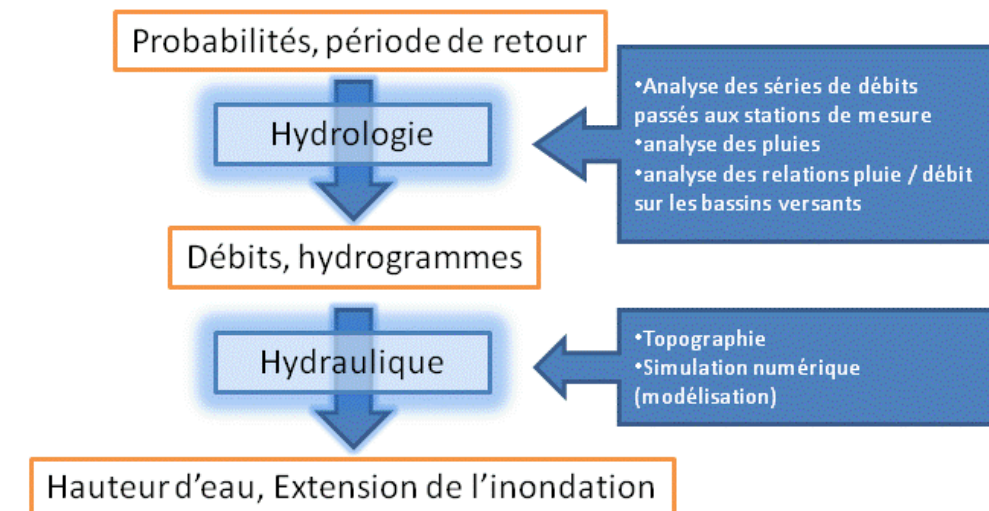 Probabilités, période de retour
Hydrologie
•Analyse des séries de débits
passés aux stations de mesure
•analyse des pluies
•analyse des relations pluie / débit
sur les bassins versants
Débits, hydrogrammes
Hydraulique
•Topographie
•Simulation numérique
(modélisation)
Hauteur d'eau, Extension de l'inondation